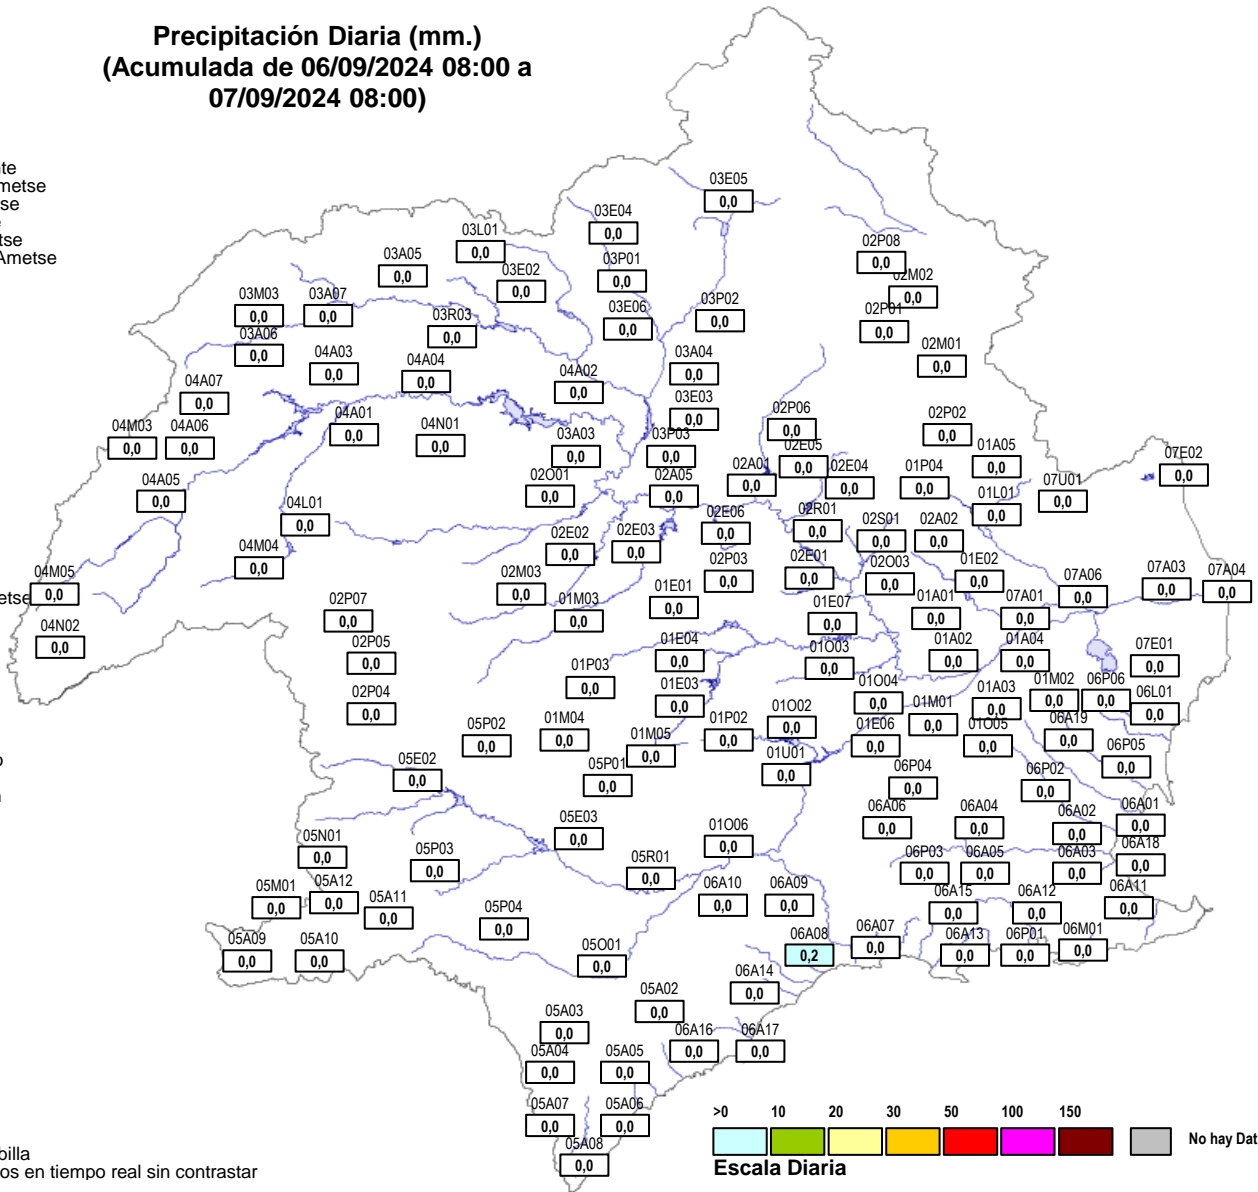 Precipitación Diaria (mm.)
(Acumulada de 06/09/2024 08:00 a
07/09/2024 08:00)
03E05
0,0
03E04
0,0
03L01
0,0
03A05
0,0
03E02
0,0
03P01
0,0
02P08
0,0
02M02
0,0
03M03
0,0
03A07
0,0
03R03
0,0
03E06
0,0
03P02
0,0
02P01
0,0
03A06
0,0
04A03
0,0
04A04
0,0
04A02
0,0
03A04
0,0
02M01
0,0
04A07
0,0
03E03
0,0
04M03
0,0
04A06
0,0
04A01
0,0
04N01
0,0
03A03
0,0
03P03
0,0
02P06
0,0
02E05
0,0
02P02
0,0
01A05
0,0
07E02
0,0
04A05
0,0
02O01
0,0
02A05
0,0
02A01
0,0
02E04
0,0
01P04
0,0
01L01
0,0
07U01
0,0
04L01
0,0
02E06
0,0
02R01
0,0
02S01
0,0
02A02
0,0
04M04
0,0
02E02
0,0
02E03
0,0
04M05
0,0
02M03
0,0
02P03
0,0
02E01
0,0
02O03
0,0
01E02
0,0
07A06
0,0
07A03
0,0
07A04
0,0
02P07
0,0
01M03
0,0
01E01
0,0
01E07
0,0
01A01
0,0
07A01
0,0
04N02
0,0
02P05
0,0
01E04
0,0
01O03
0,0
01A02
0,0
01A04
0,0
07E01
0,0
02P04
0,0
01P03
0,0
01E03
0,0
01O04
0,0
01A03
0,0
01M02
0,0
06P06
0,0
06L01
0,0
05P02
0,0
01M04
0,0
01M05
0,0
01P02
0,0
01O02
0,0
01E06
0,0
01M01
0,0
01O05
0,0
06A19
0,0
06P05
0,0
05E02
0,0
05P01
0,0
01U01
0,0
06P04
0,0
06P02
0,0
05E03
0,0
01O06
0,0
06A06
0,0
06A04
0,0
06A02
0,0
06A01
0,0
05N01
0,0
05P03
0,0
05R01
0,0
06P03
0,0
06A05
0,0
06A03
0,0
06A18
0,0
05M01
0,0
05A12
0,0
05A11
0,0
05P04
0,0
06A10
0,0
06A09
0,0
06A15
0,0
06A12
0,0
06A11
0,0
05A09
0,0
05A10
0,0
05O01
0,0
06A08
0,2
06A07
0,0
06A13
0,0
06P01
0,0
06M01
0,0
05A02
0,0
06A14
0,0
05A03
0,0
06A16
0,0
06A17
0,0
05A04
0,0
05A05
0,0
05A07
0,0
05A06
0,0
05A08
0,0
>0 10 20 30 50 100 150
No hay Dat
Escala Diaria
billa
os en tiempo real sin contrastar